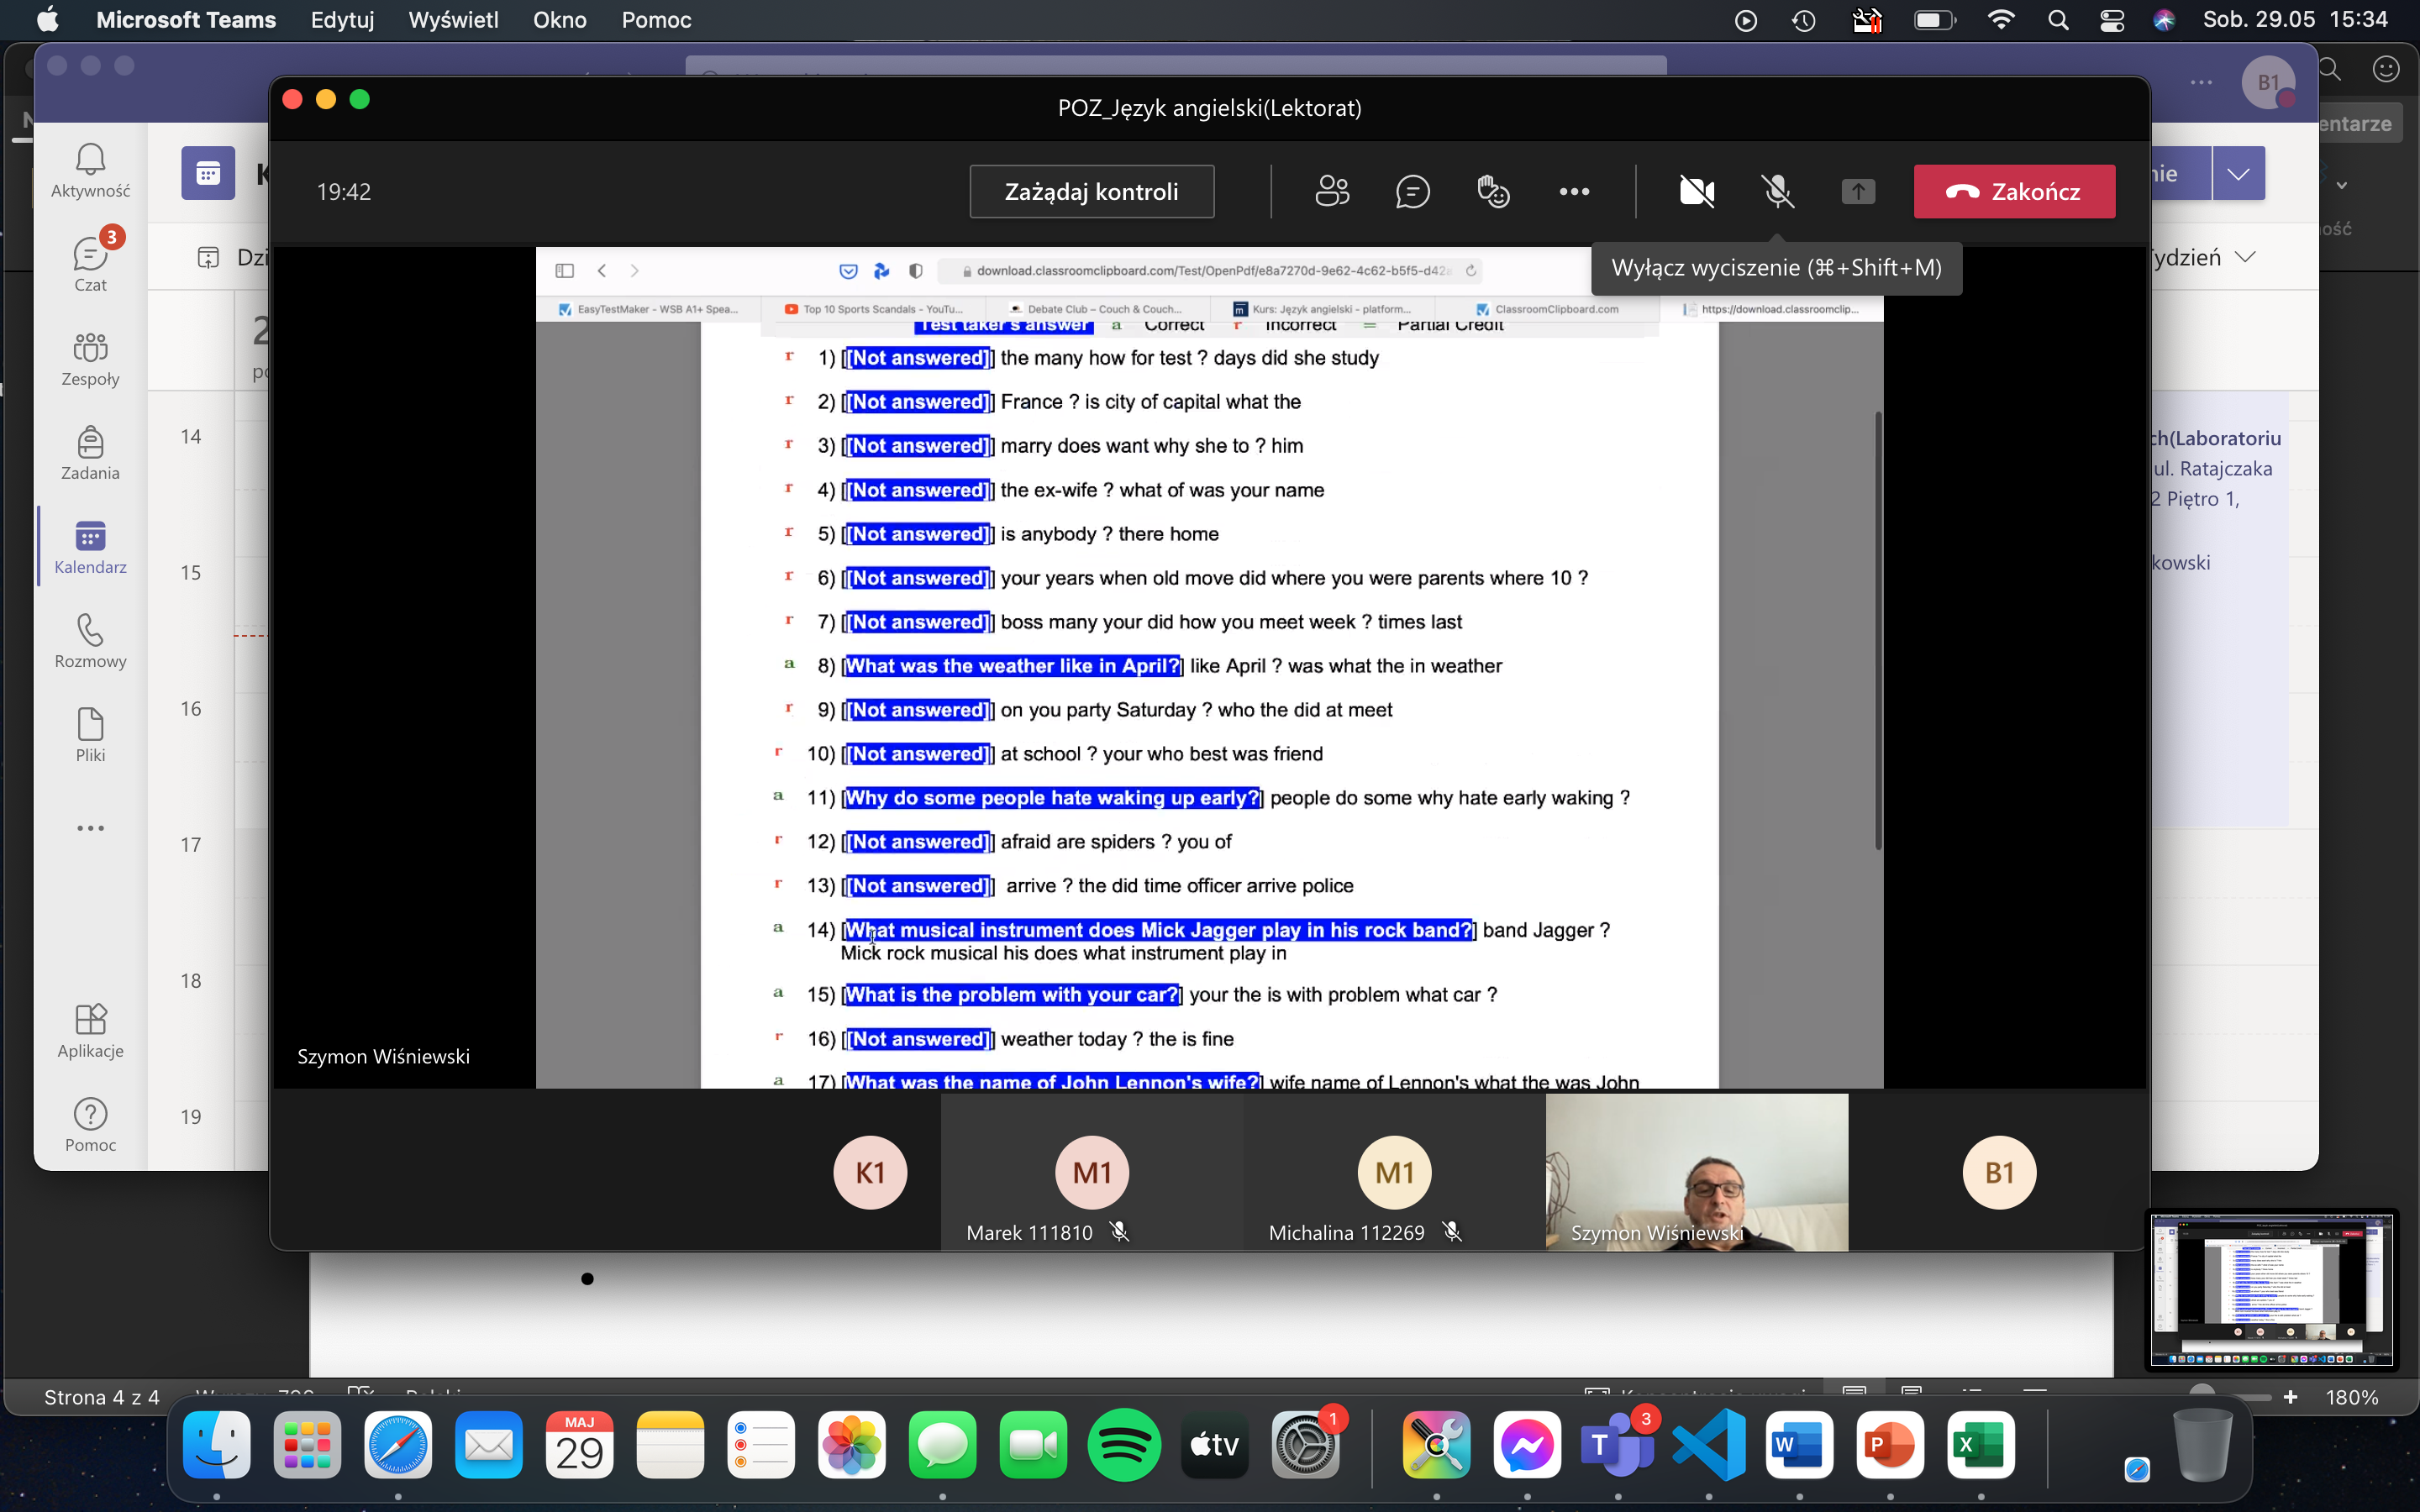 Microsoft Teams Edytuj Wyświetl Okno Pomoc Sob. 29.05 15:34
B1
entarze
POZ_Język angielski(Lektorat)
19:42 Zażądaj kontroli Zakończ
Wyłącz wyciszenie (⌘+Shift+M)
Aktywność
3
Czat
Zespoły
Zadania
Kalendarz
Rozmowy
Pliki
Aplikacje
Pomoc
14
15
16
17
18
19
download.classroomclipboard.com/Test/OpenPdf/e8a7270d-9e62-4c62-b5f5-d42
EasyTestMaker - WSB A1+ Spea... Top 10 Sports Scandals - YouTu... Debate Club – Couch & Couch... Kurs: Język angielski - platform... ClassroomClipboard.com https://download.classroomclip...
Test taker's answer a Correct r Incorrect = Partial Credit
r 1) [[Not answered]] the many how for test ? days did she study
r 2) [[Not answered]] France ? is city of capital what the
r 3) [[Not answered]] marry does want why she to ? him
r 4) [[Not answered]] the ex-wife ? what of was your name
r 5) [[Not answered]] is anybody ? there home
r 6) [[Not answered]] your years when old move did where you were parents where 10 ?
r 7) [[Not answered]] boss many your did how you meet week ? times last
a 8) [What was the weather like in April?] like April ? was what the in weather
r 9) [[Not answered]] on you party Saturday ? who the did at meet
r 10) [[Not answered]] at school ? your who best was friend
a 11) [Why do some people hate waking up early?] people do some why hate early waking ?
r 12) [[Not answered]] afraid are spiders ? you of
r 13) [[Not answered]] arrive ? the did time officer arrive police
a 14) [What musical instrument does Mick Jagger play in his rock band?] band Jagger ?
Mick rock musical his does what instrument play in
a 15) [What is the problem with your car?] your the is with problem what car ?
r 16) [[Not answered]] weather today ? the is fine
a 17) [What was the name of John Lennon's wife?] wife name of Lennon's what the was John
Szymon Wiśniewski
nie
ydzień
ch(Laboratoriu
ul. Ratajczaka
2 Piętro 1,
kowski
K1 M1 M1 B1
Marek 111810 Michalina 112269 Szymon Wiśniewski
Strona 4 z 4 180%
MAJ
29
tv
1
3
T
W
P
X